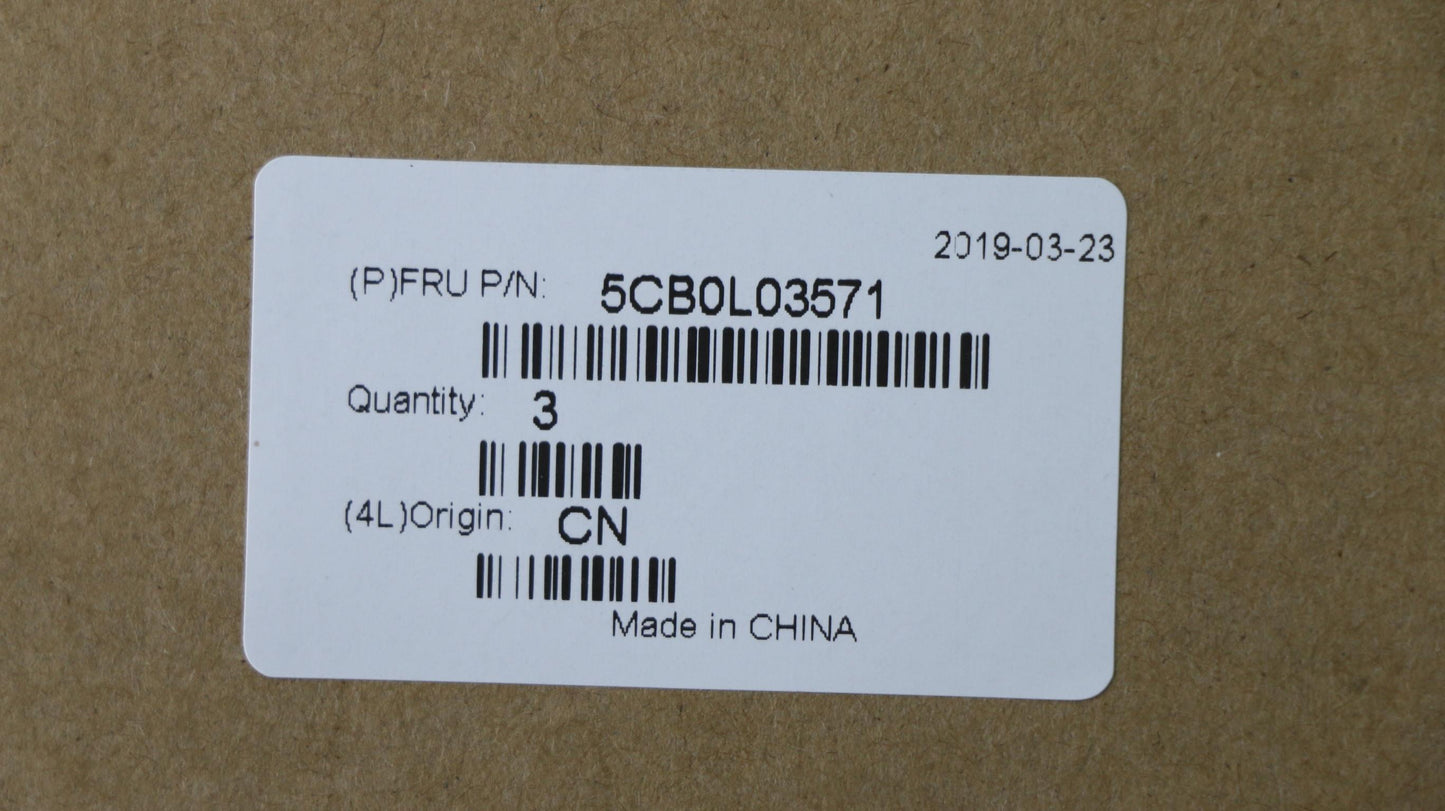 2019-03-23
(P)FRU P/N: 5CB0L03571
Quantity: 3
(4L)Origin: CN
Made in CHINA